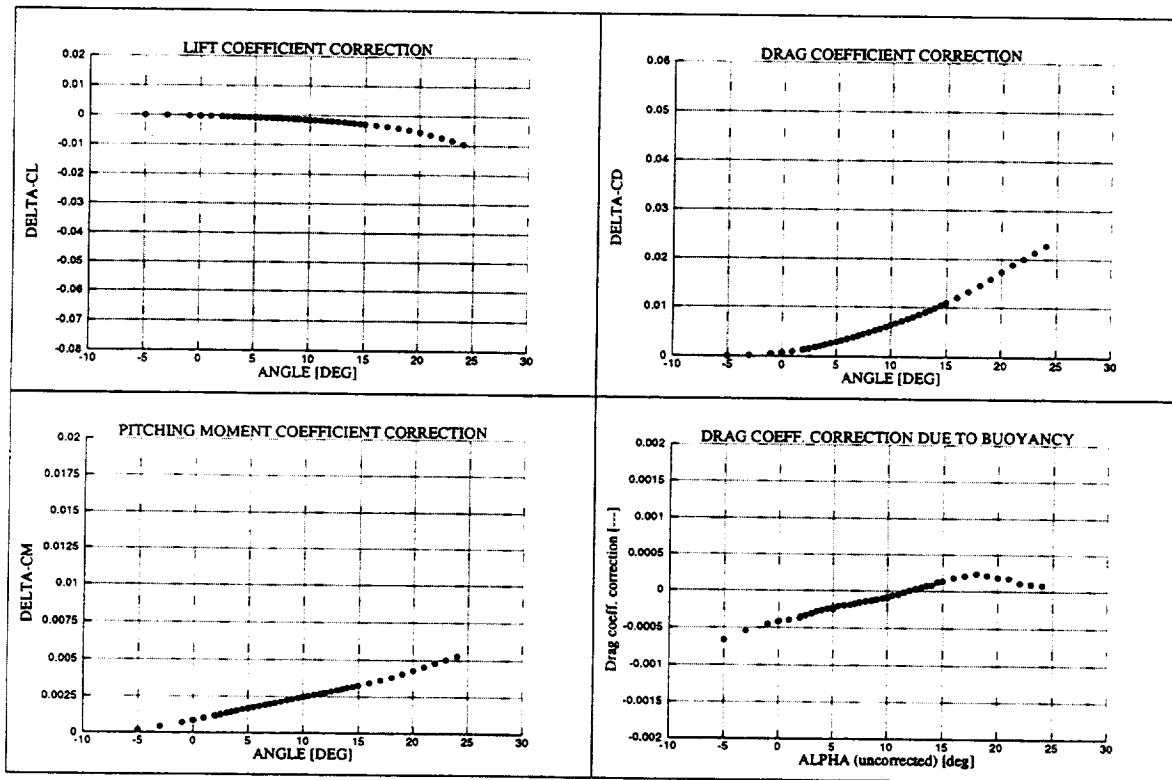 LIFT COEFFICIENT CORRECTION
0.02
0.01
0
-0.01
-0.02
-0.03
-0.04
-0.05
-0.06
-0.07
-0.08
DELTA-CL
-10 -5 0 5 10 15 20 25 30
ANGLE [DEG]
DRAG COEFFICIENT CORRECTION
0.06
0.05
0.04
0.03
0.02
0.01
0
DELTA-CD
-10 -5 0 5 10 15 20 25 30
ANGLE [DEG]
PITCHING MOMENT COEFFICIENT CORRECTION
0.02
0.0175
0.015
0.0125
0.01
0.0075
0.005
0.0025
0
DELTA-CM
-10 -5 0 5 10 15 20 25 30
ANGLE [DEG]
DRAG COEFF. CORRECTION DUE TO BUOYANCY
0.002
0.0015
0.001
0.0005
0
-0.0005
-0.001
-0.0015
-0.002
Drag coeff. correction [---]
-10 -5 0 5 10 15 20 25 30
ALPHA (uncorrected) [deg]